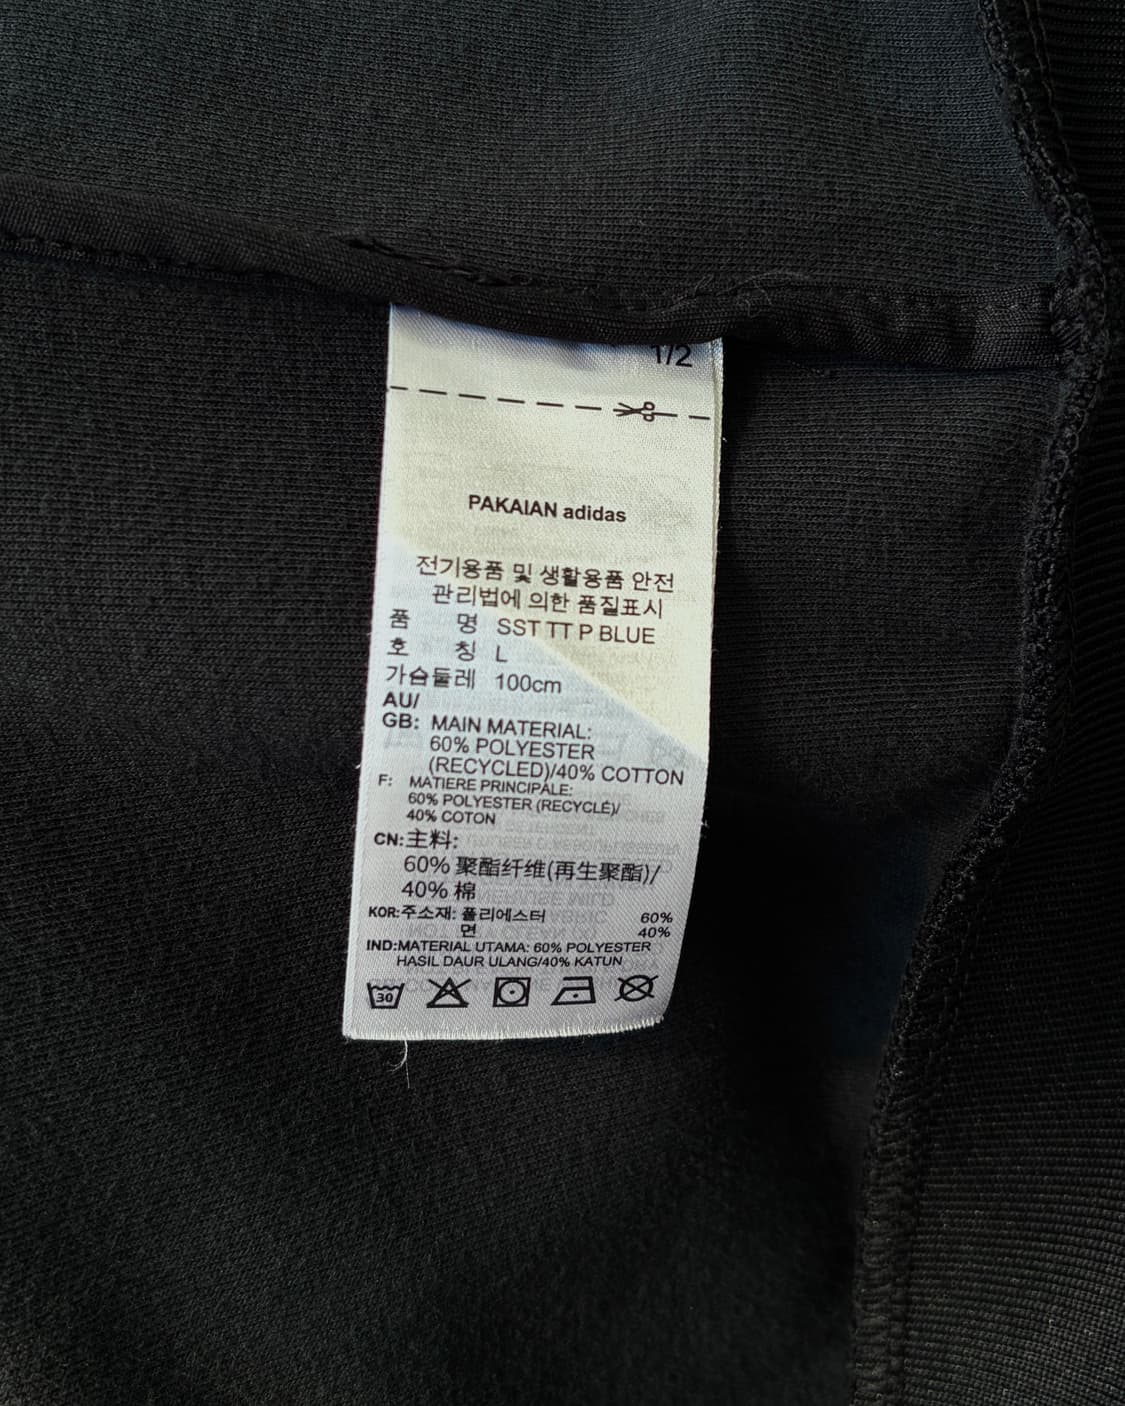 1/2
PAKAIAN adidas
전기용품 및 생활용품 안전
관리법에 의한 품질표시
품 명 SST TT P BLUE
호 칭 L
가슴둘레 100cm
AU/
GB: MAIN MATERIAL:
60% POLYESTER
(RECYCLED)/40% COTTON
F: MATIERE PRINCIPALE:
60% POLYESTER (RECYCLÉ)/
40% COTON
CN:主料:
60% 聚酯纤维(再生聚酯)/
40% 棉
KOR:주소재: 폴리에스터 60%
면 40%
IND:MATERIAL UTAMA: 60% POLYESTER
HASIL DAUR ULANG/40% KATUN
30